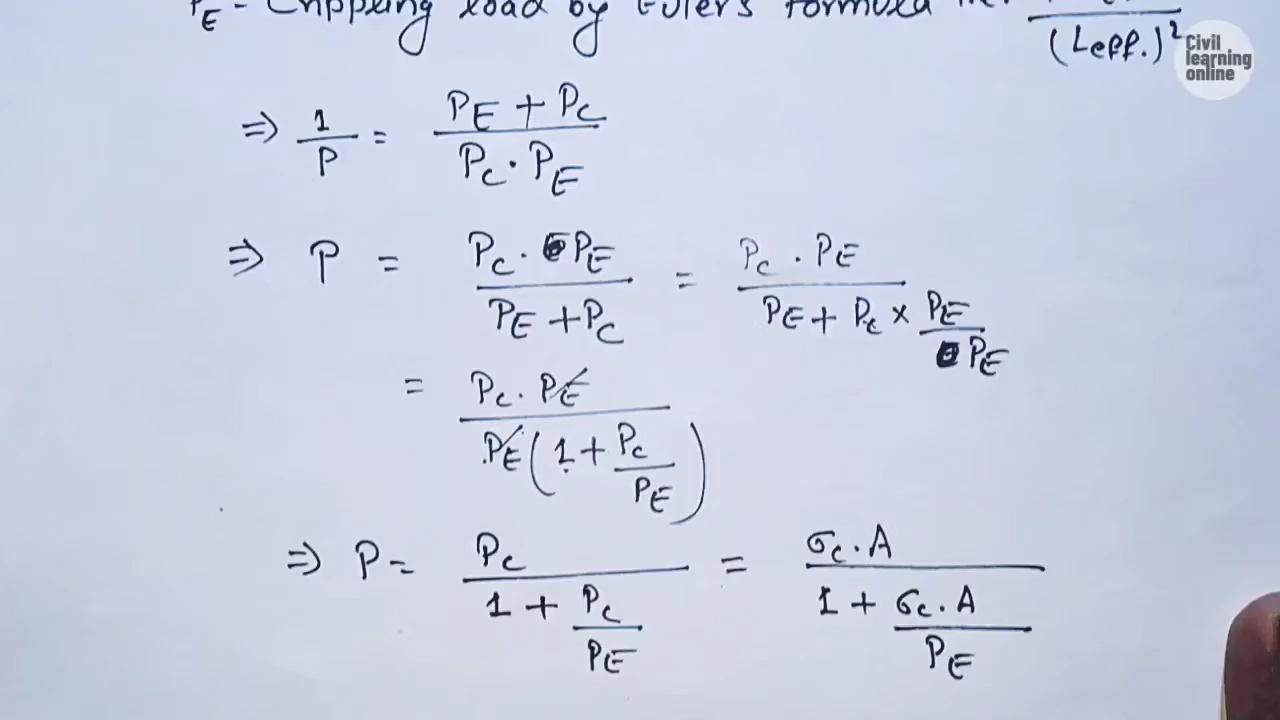 P_E - Crippling load by Euler's formula
(Leff.)²
Civil
learning
online
⇒ 1/P = (P_E + P_c)/(P_c . P_E)
⇒ P = (P_c . P_E)/(P_E + P_c) = (P_c . P_E)/(P_E + P_c × P_E/P_E)
= (P_c . P_E)/(P_E (1 + P_c/P_E))
⇒ P = P_c/(1 + P_c/P_E) = (σ_c . A)/(1 + (σ_c . A)/P_E)